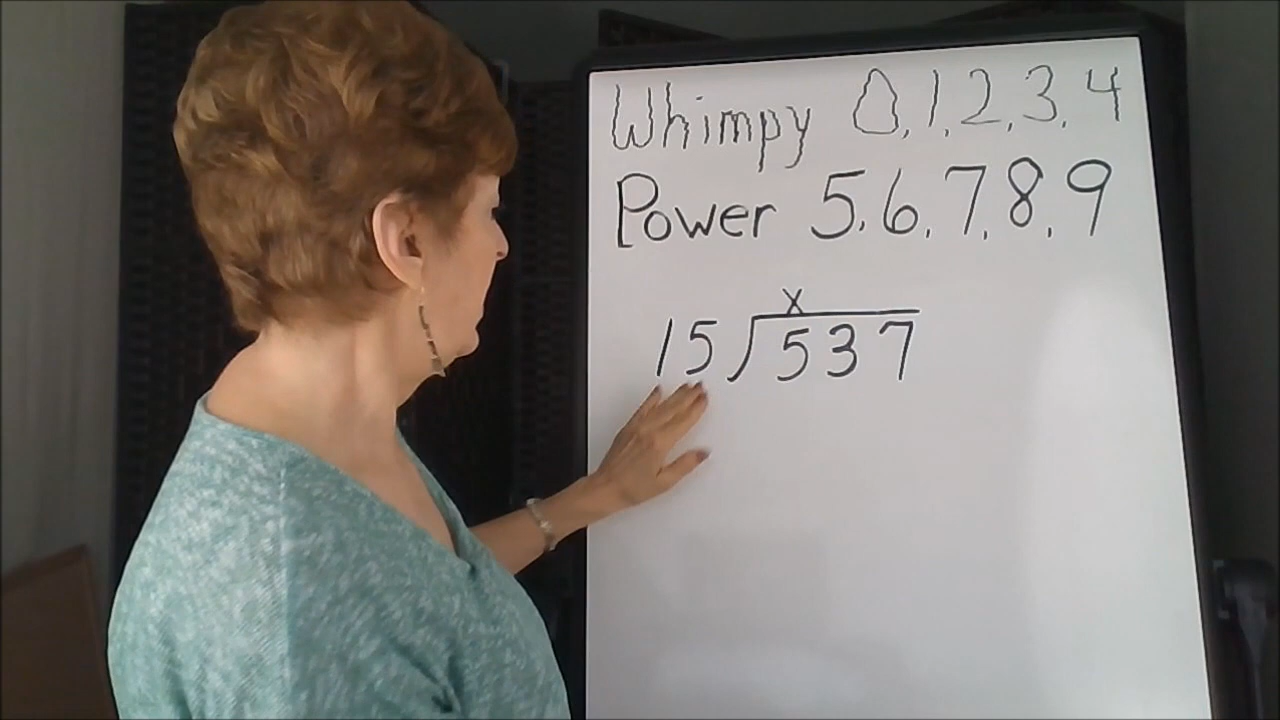 Whimpy 0, 1, 2, 3, 4
Power 5, 6, 7, 8, 9
x
15)537